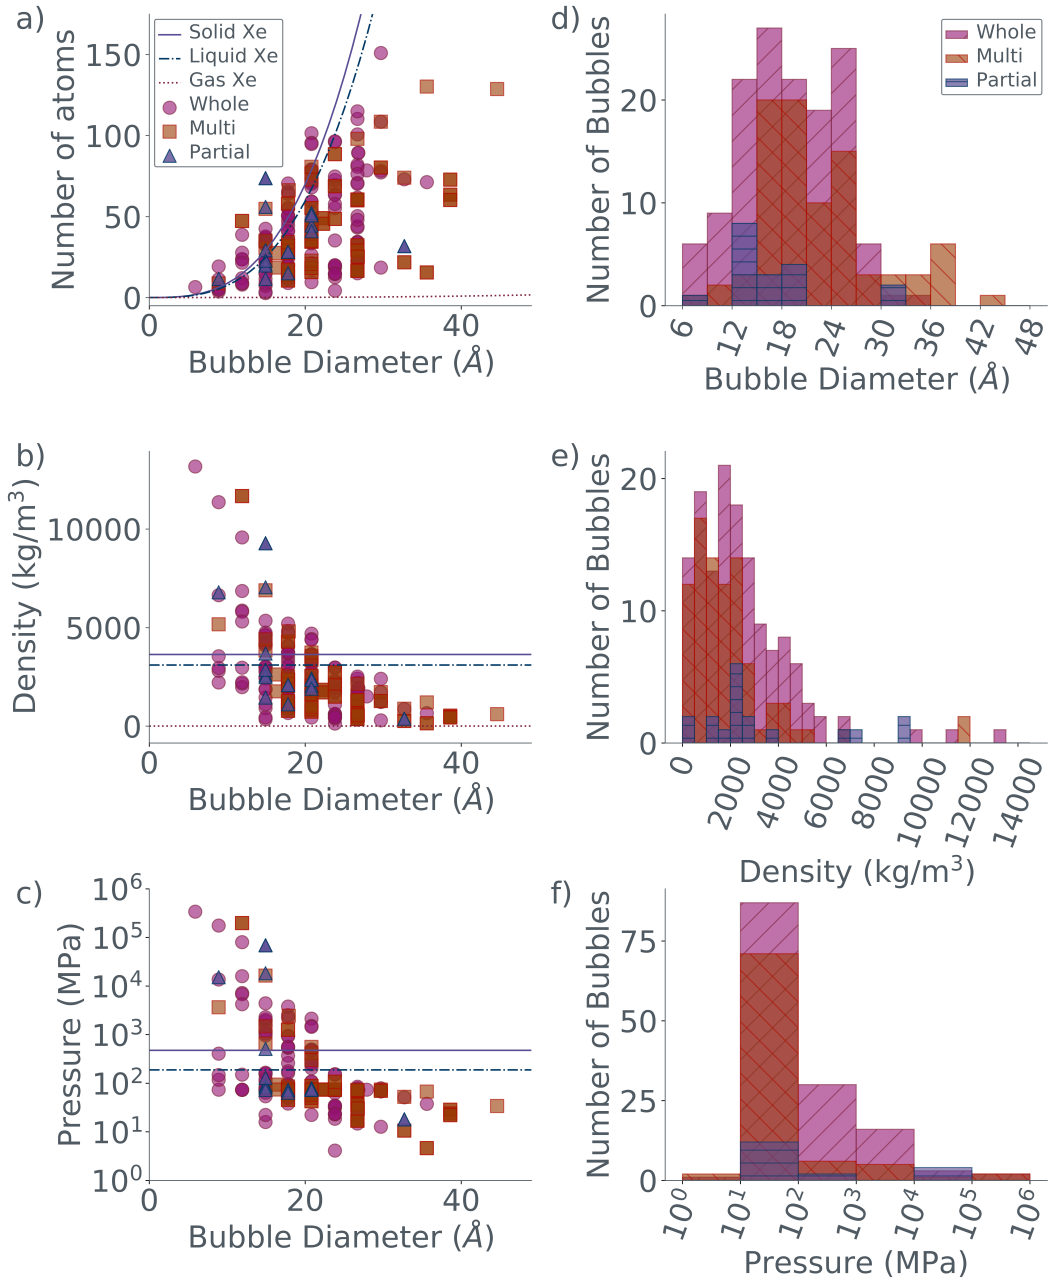 a)
Number of atoms
150
100
50
0
Solid Xe
Liquid Xe
Gas Xe
Whole
Multi
Partial
0 20 40
Bubble Diameter (Å)
d)
Number of Bubbles
20
10
0
Whole
Multi
Partial
6 12 18 24 30 36 42 48
Bubble Diameter (Å)
b)
Density (kg/m³)
10000
5000
0
0 20 40
Bubble Diameter (Å)
e)
Number of Bubbles
20
10
0
0 2000 4000 6000 8000 10000 12000 14000
Density (kg/m³)
c)
Pressure (MPa)
10⁶
10⁵
10⁴
10³
10²
10¹
10⁰
0 20 40
Bubble Diameter (Å)
f)
Number of Bubbles
75
50
25
0
10⁰ 10¹ 10² 10³ 10⁴ 10⁵ 10⁶
Pressure (MPa)